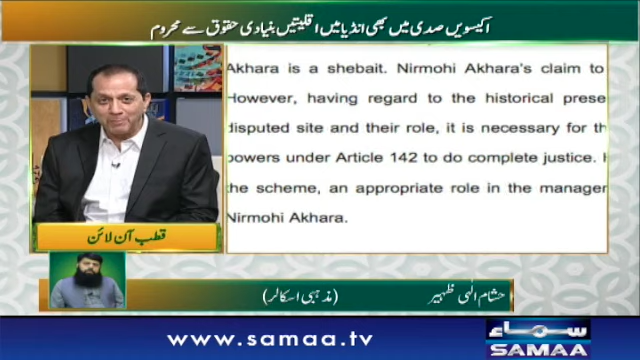 اکیسویں صدی میں بھی انڈیا میں اقلیتیں بنیادی حقوق سے محروم
Akhara is a shebait. Nirmohi Akhara's claim to
However, having regard to the historical prese
disputed site and their role, it is necessary for th
powers under Article 142 to do complete justice. 
the scheme, an appropriate role in the manager
Nirmohi Akhara.
قطب آن لائن
حشام الٰہی ظہیر (مذہبی اسکالر)
www.samaa.tv
سماء
SAMAA